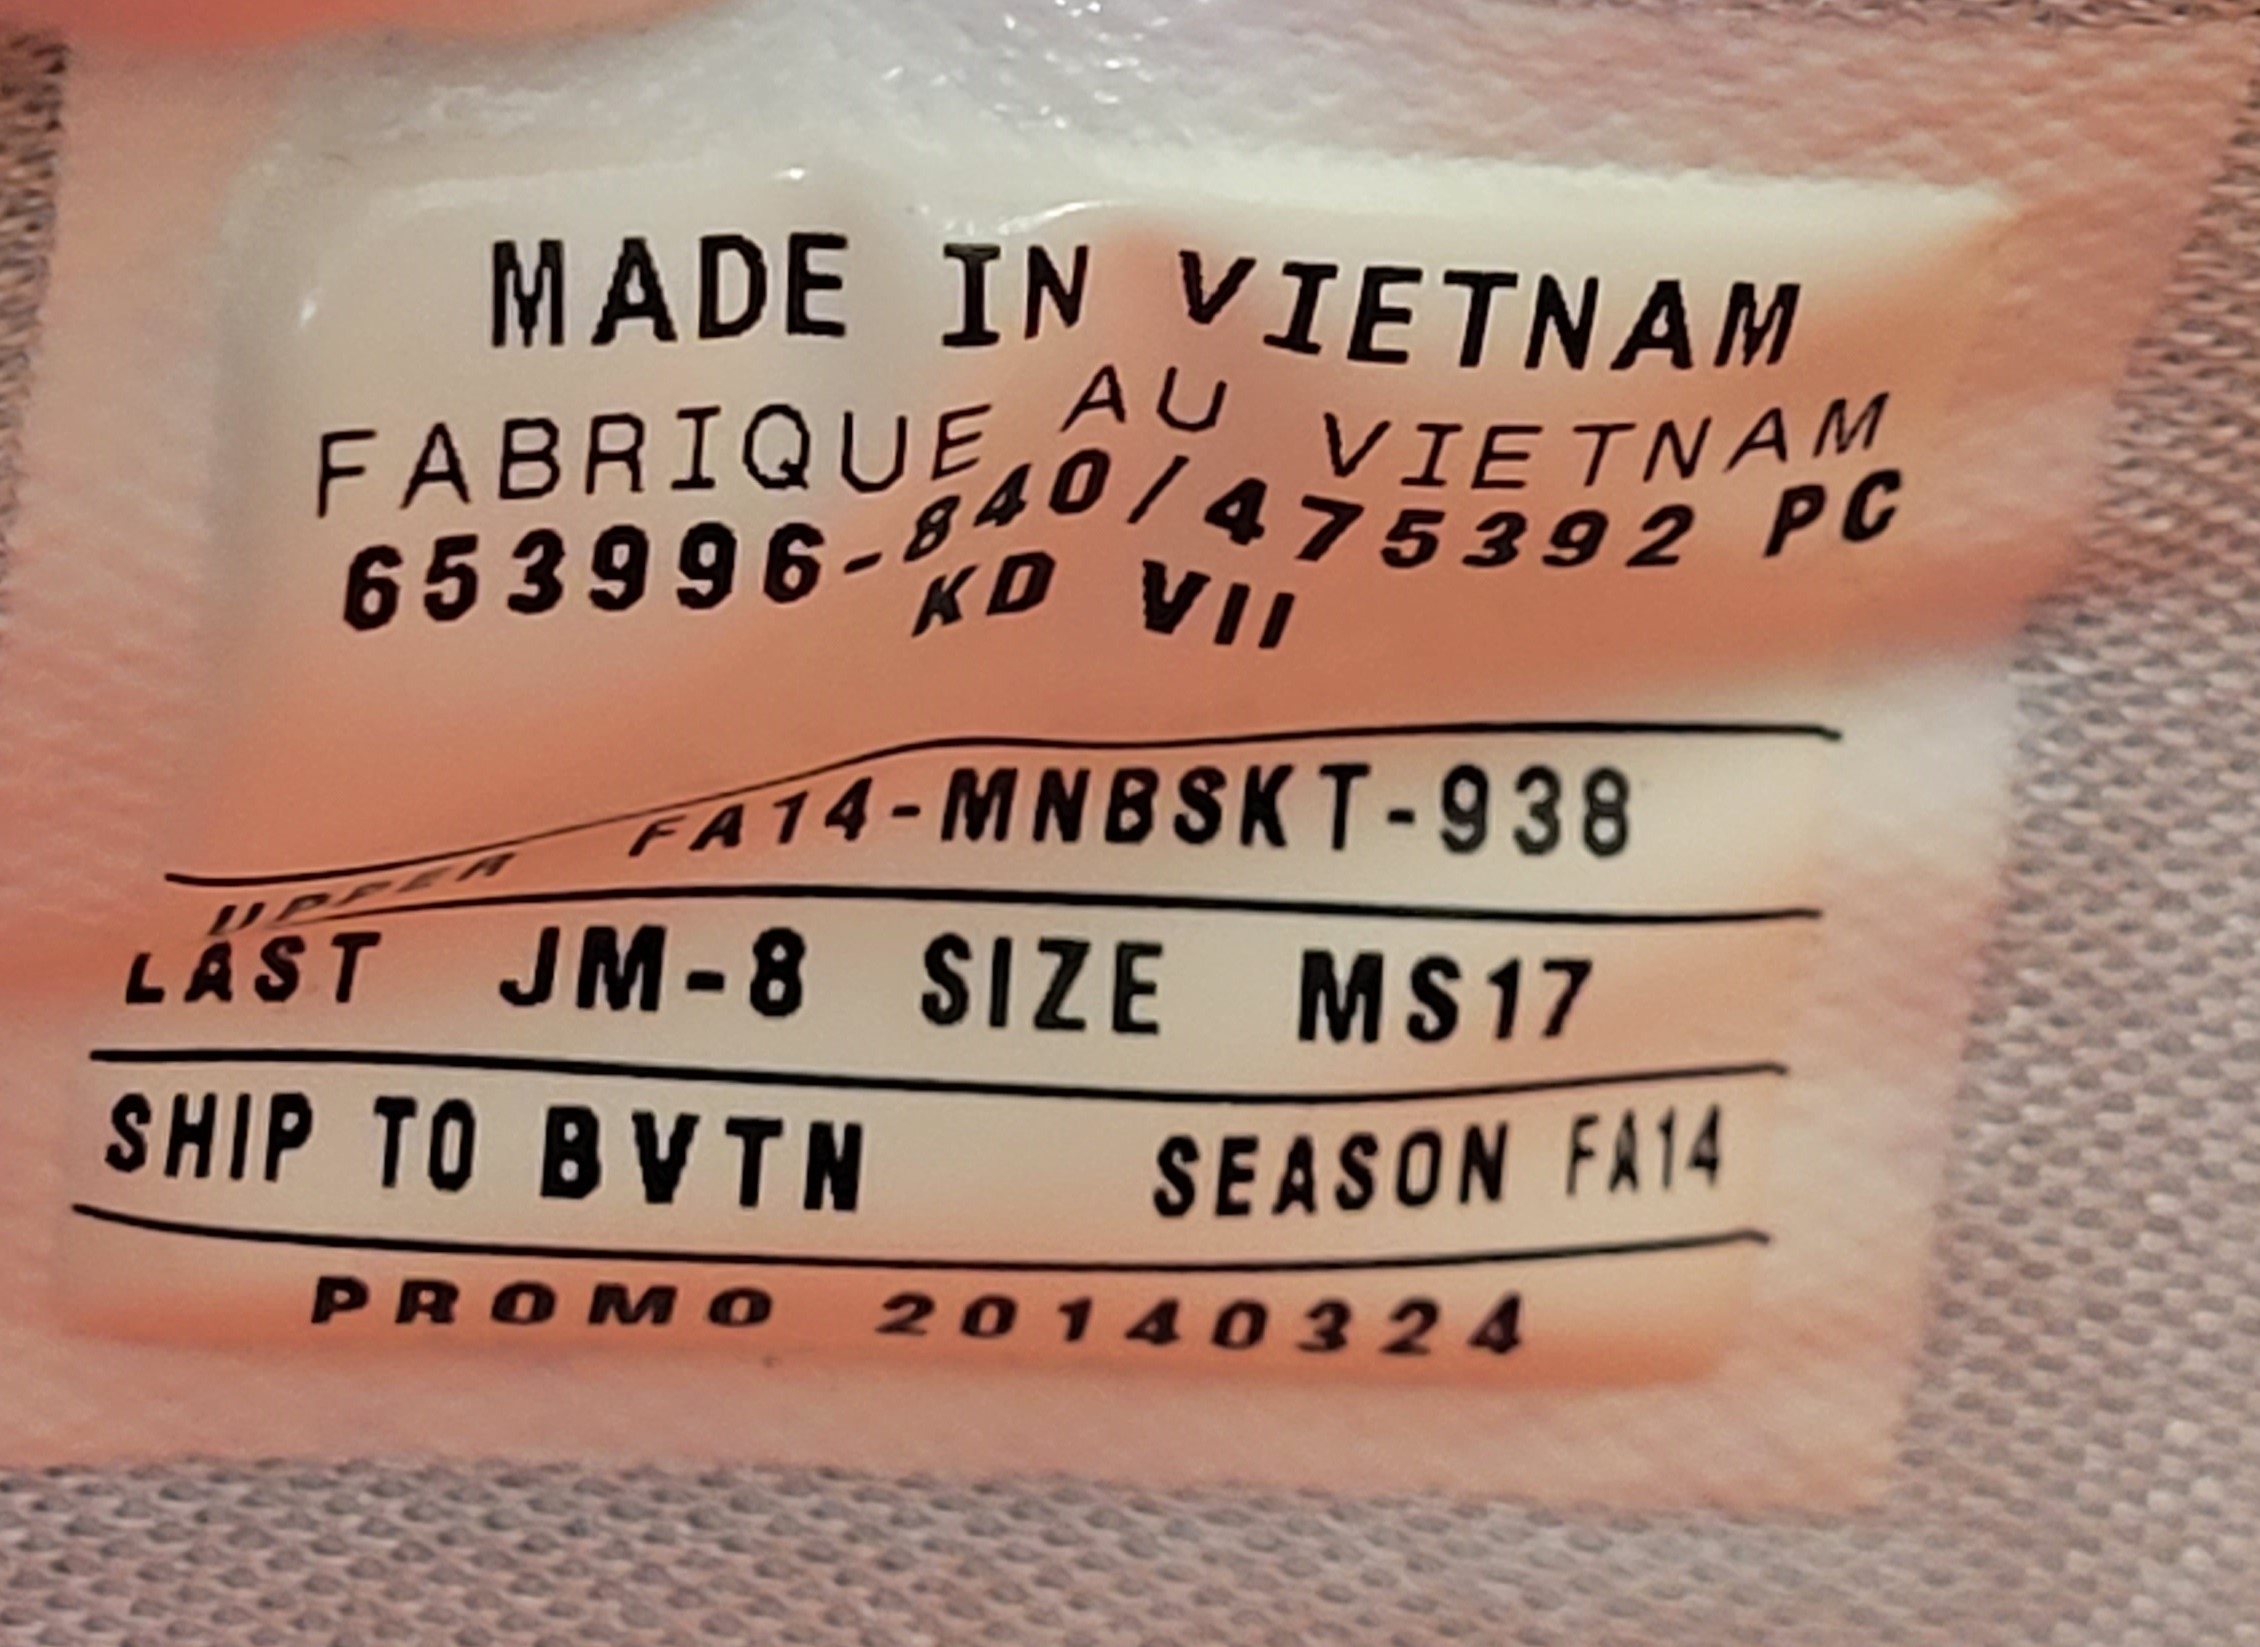 MADE IN VIETNAM
FABRIQUE AU VIETNAM
653996-840/475392 PC
KD VII
UPPER FA14-MNBSKT-938
LAST JM-8 SIZE MS17
SHIP TO BVTN SEASON FA14
PROMO 20140324